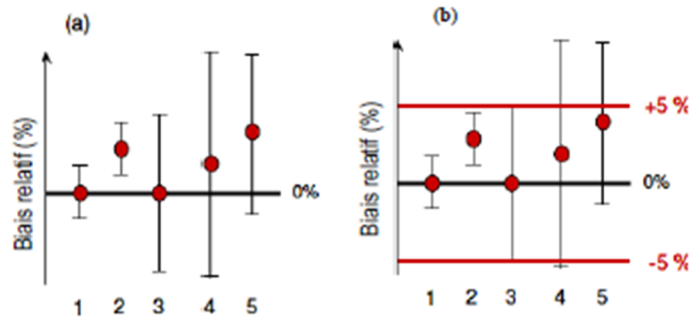 (a)
Biais relatif (%)
0%
1 2 3 4 5
(b)
Biais relatif (%)
+5 %
0%
-5 %
1 2 3 4 5